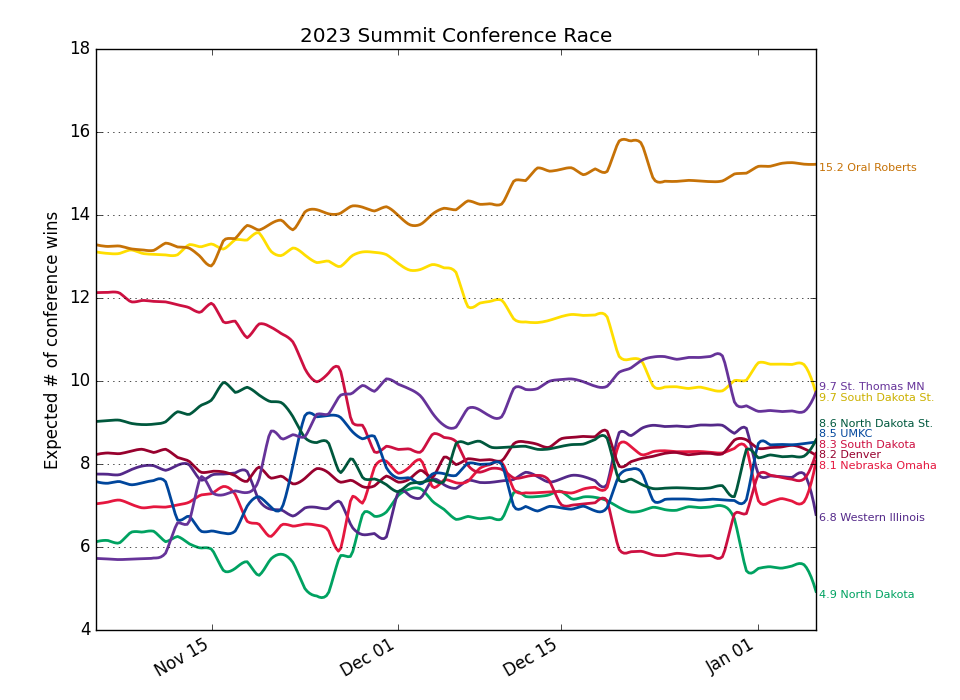 2023 Summit Conference Race
Expected # of conference wins
18
16
14
12
10
8
6
4
Nov 15
Dec 01
Dec 15
Jan 01
15.2 Oral Roberts
9.7 St. Thomas MN
9.7 South Dakota St.
8.6 North Dakota St.
8.5 UMKC
8.3 South Dakota
8.2 Denver
8.1 Nebraska Omaha
6.8 Western Illinois
4.9 North Dakota